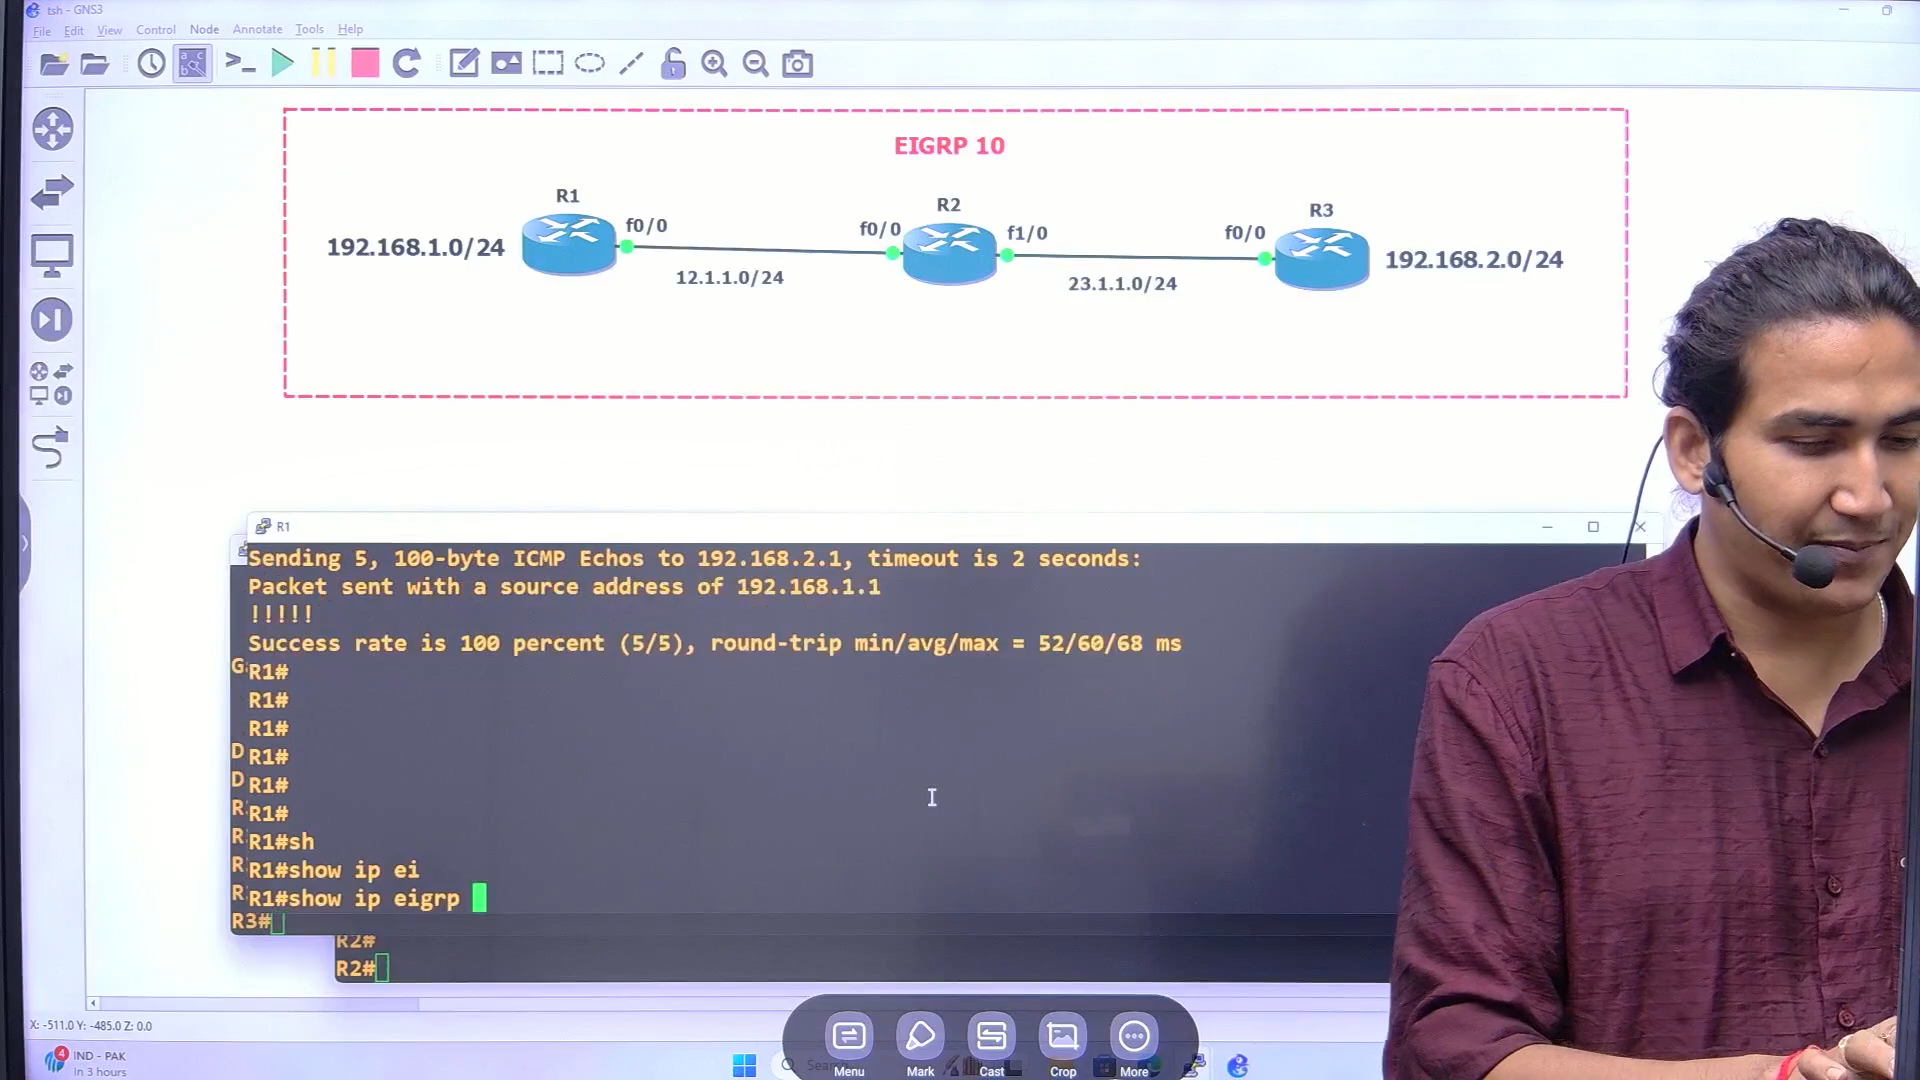 tsh - GNS3
File Edit View Control Node Annotate Tools Help
EIGRP 10
R1
R2
R3
f0/0
f0/0
f1/0
f0/0
192.168.1.0/24
192.168.2.0/24
12.1.1.0/24
23.1.1.0/24
R1
Sending 5, 100-byte ICMP Echos to 192.168.2.1, timeout is 2 seconds:
Packet sent with a source address of 192.168.1.1
!!!!!
Success rate is 100 percent (5/5), round-trip min/avg/max = 52/60/68 ms
R1#
R1#
R1#
R1#
R1#
R1#
R1#sh
R1#show ip ei
R1#show ip eigrp
R3#
R2#
R2#
X: -511.0 Y: -485.0 Z: 0.0
4
IND - PAK
In 3 hours
Menu
Mark
Cast
Crop
More